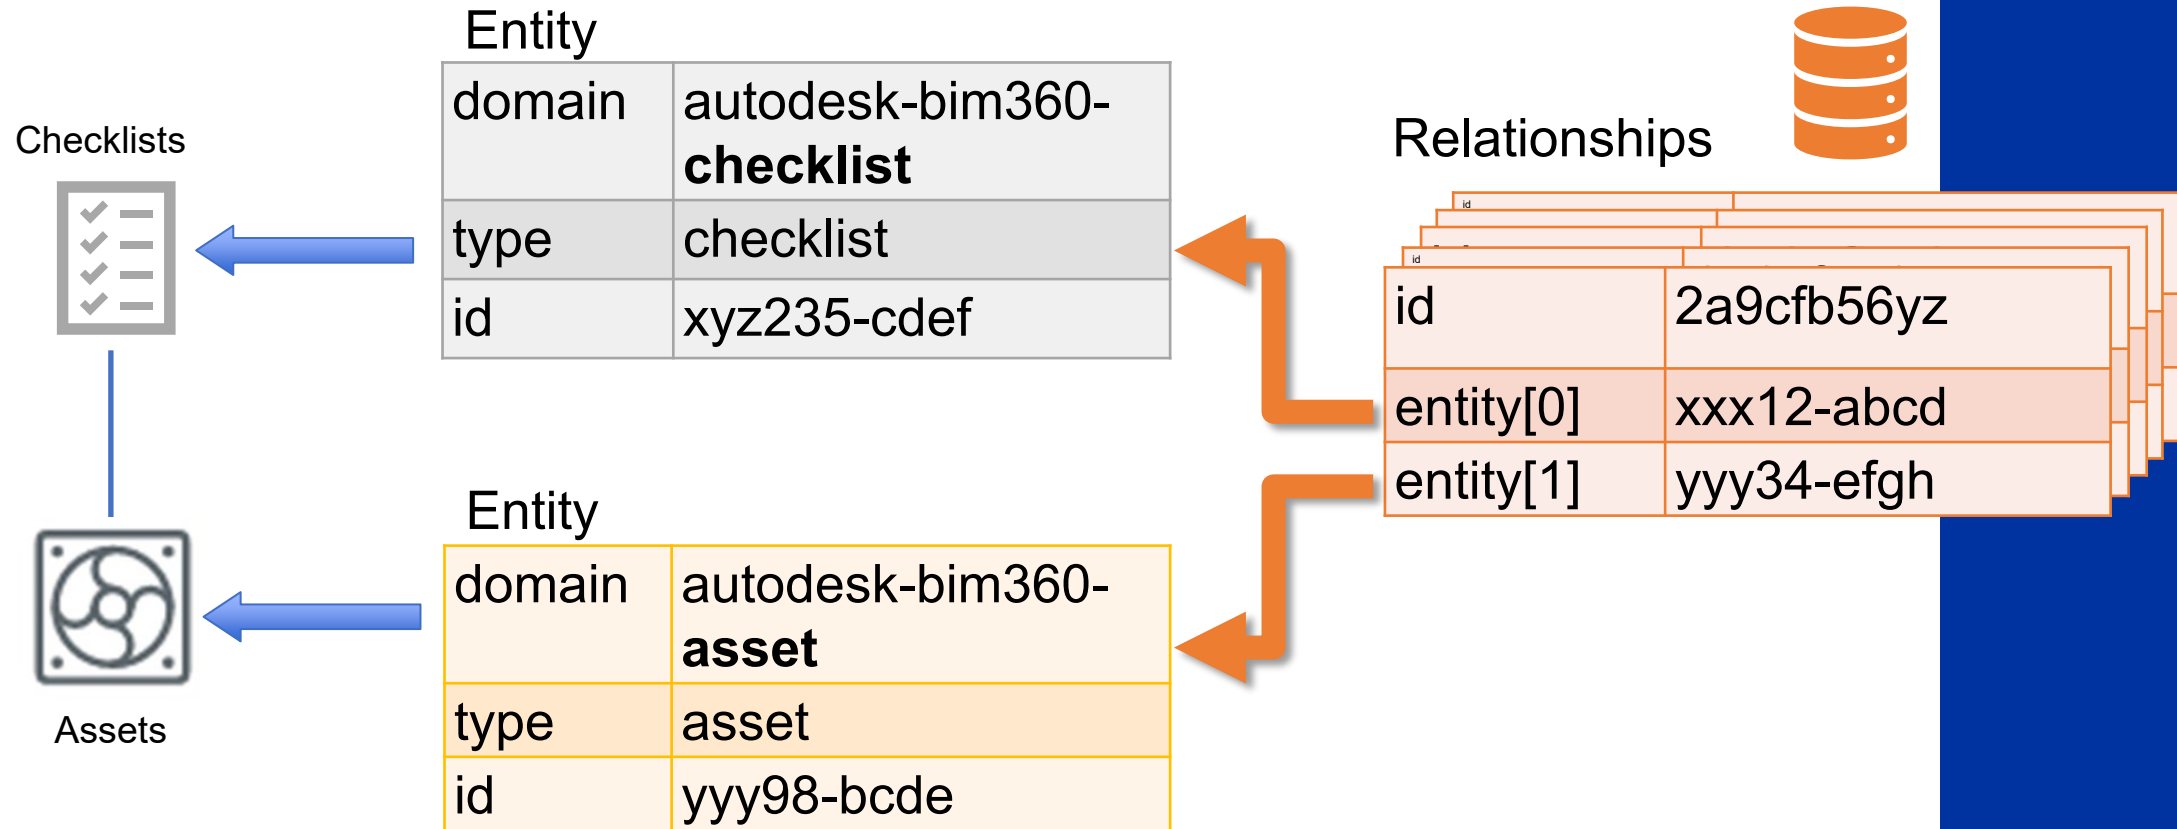 Checklists
Assets
Entity
domain autodesk-bim360-
checklist
type checklist
id xyz235-cdef
Entity
domain autodesk-bim360-
asset
type asset
id yyy98-bcde
Relationships
id
id
id 2a9cfb56yz
entity[0] xxx12-abcd
entity[1] yyy34-efgh